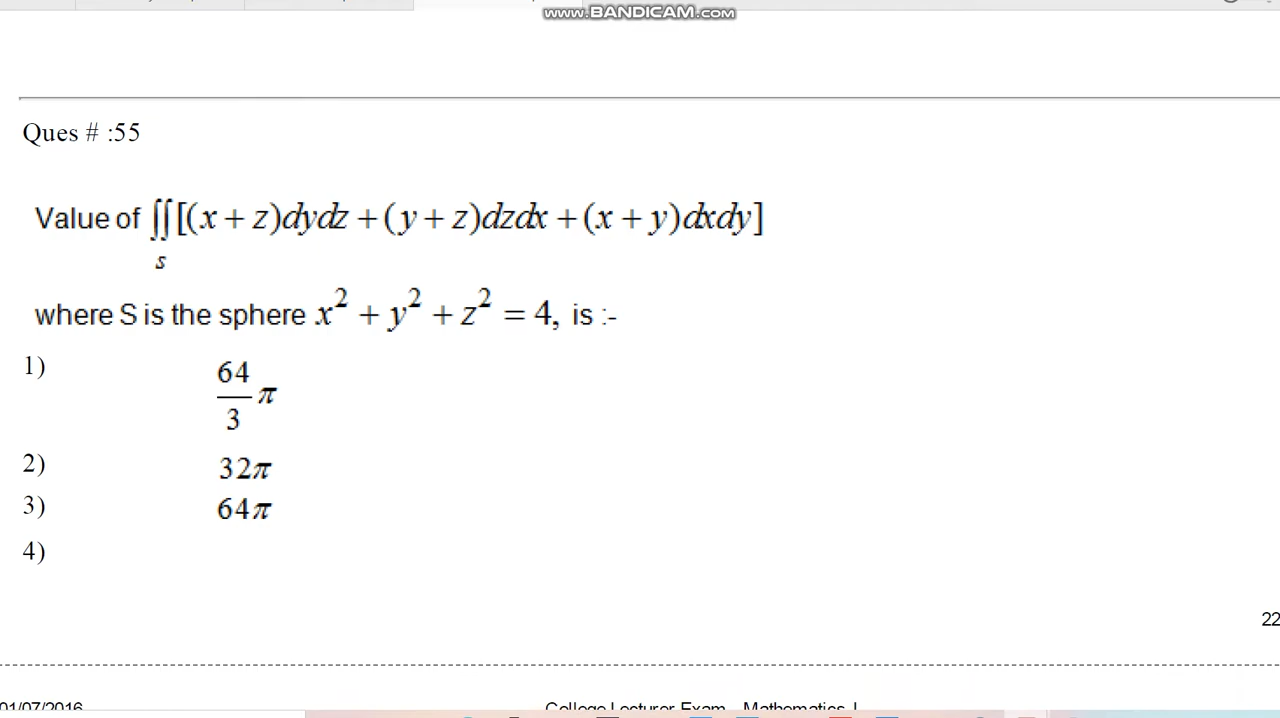 www.BANDICAM.com
Ques # :55
Value of ∬[(x + z)dydz + (y + z)dzdx + (x + y)dxdy]
s
where S is the sphere x² + y² + z² = 4, is :-
1) 64/3 π
2) 32π
3) 64π
4)
22
01/07/2016 College Lecturer Exam Mathematics I